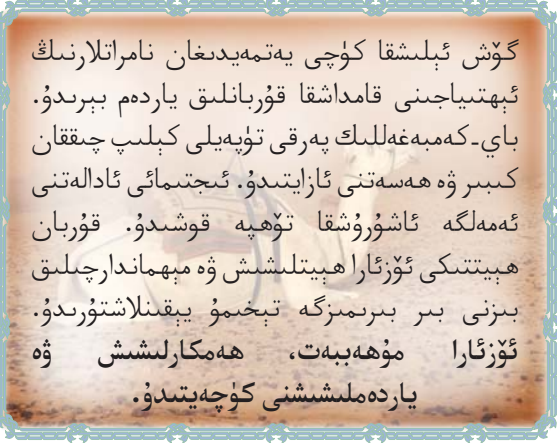 گۆش ئېلىشقا كۈچى يەتمەيدىغان نامراتلارنىڭ
ئېھتىياجىنى قامداشقا قۇربانلىق ياردەم بېرىدۇ.
باي-كەمبەغەللىك پەرقى تۈپەيلى كېلىپ چىققان
كىبىر ۋە ھەسەتنى ئازايتىدۇ. ئىجتىمائى ئادالەتنى
ئەمەلگە ئاشۇرۇشقا تۆھپە قوشىدۇ. قۇربان
ھېيتتىكى ئۆزئارا ھېيتلىشىش ۋە مېھماندارچىلىق
بىزنى بىر بىرىمىزگە تېخىمۇ يېقىنلاشتۇرىدۇ.
ئۆزئارا مۇھەببەت، ھەمكارلىشىش ۋە
ياردەملىشىشنى كۈچەيتىدۇ.